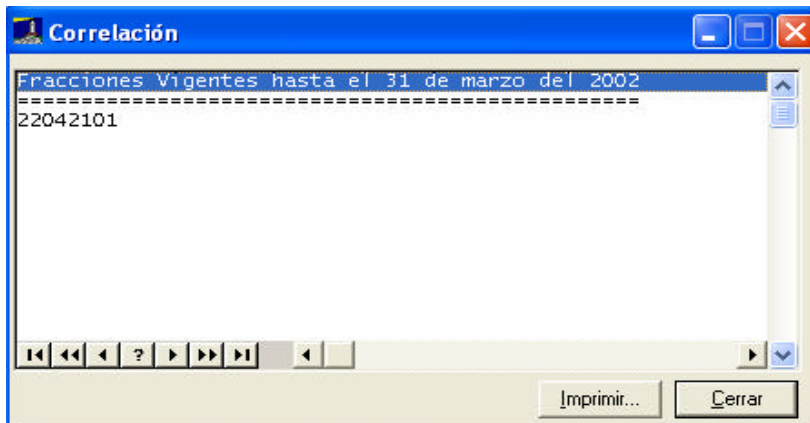 Correlación
Fracciones Vigentes hasta el 31 de marzo del 2002
=================================================
22042101
?
Imprimir...
Cerrar